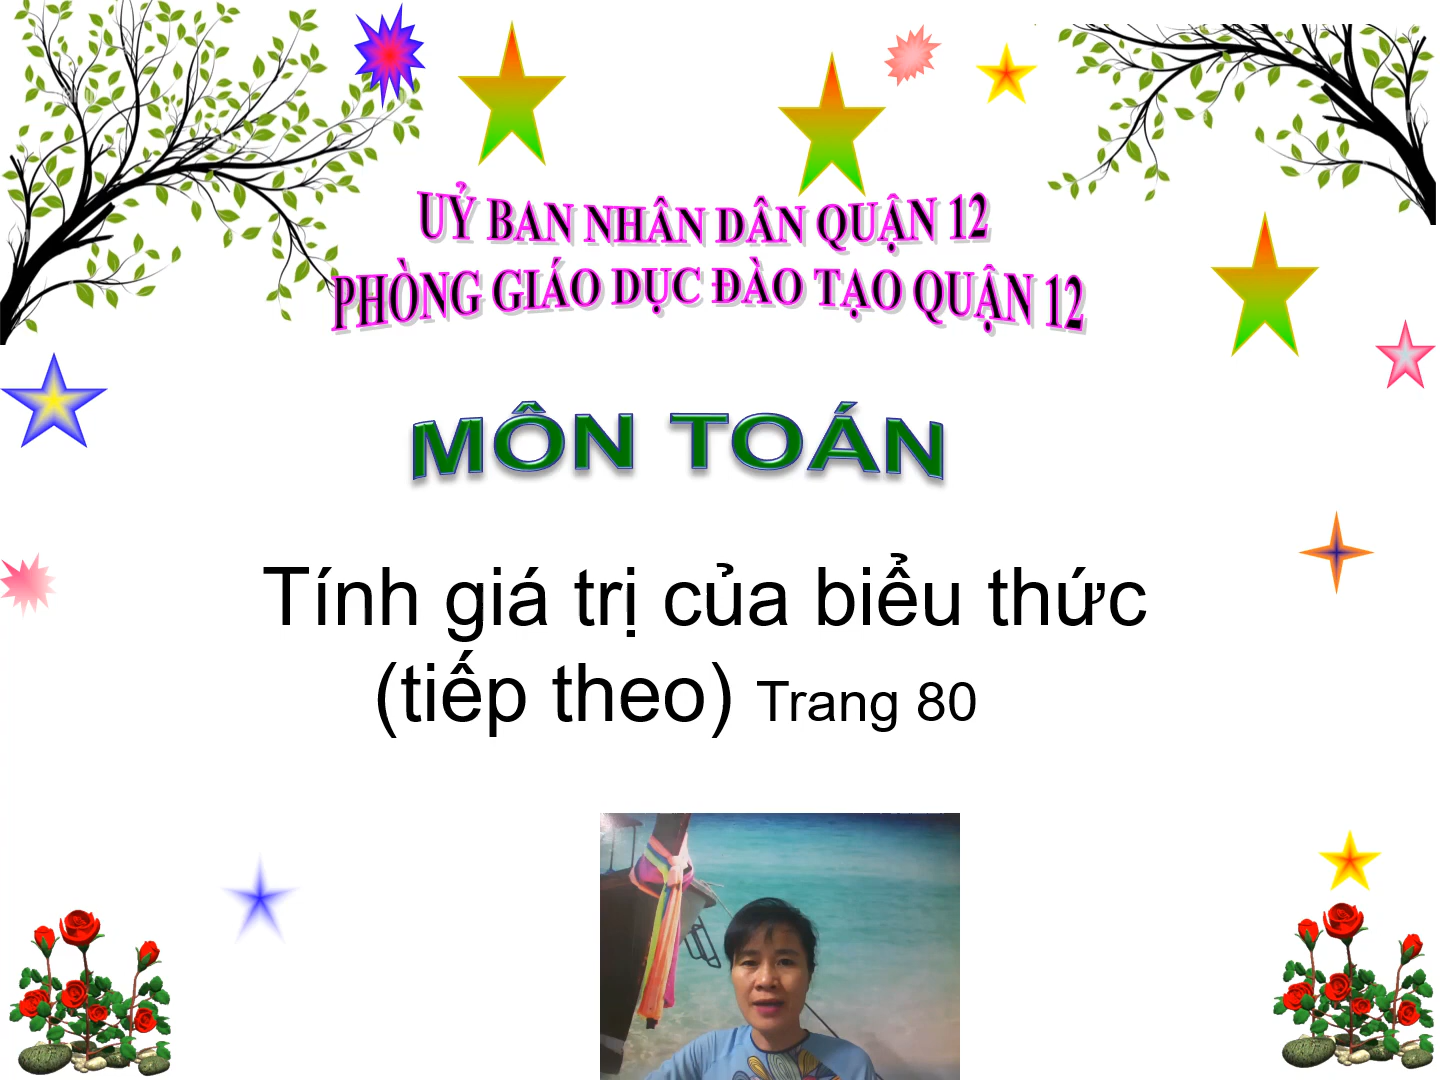 UỶ BAN NHÂN DÂN QUẬN 12
PHÒNG GIÁO DỤC ĐÀO TẠO QUẬN 12
MÔN TOÁN
Tính giá trị của biểu thức
(tiếp theo) Trang 80